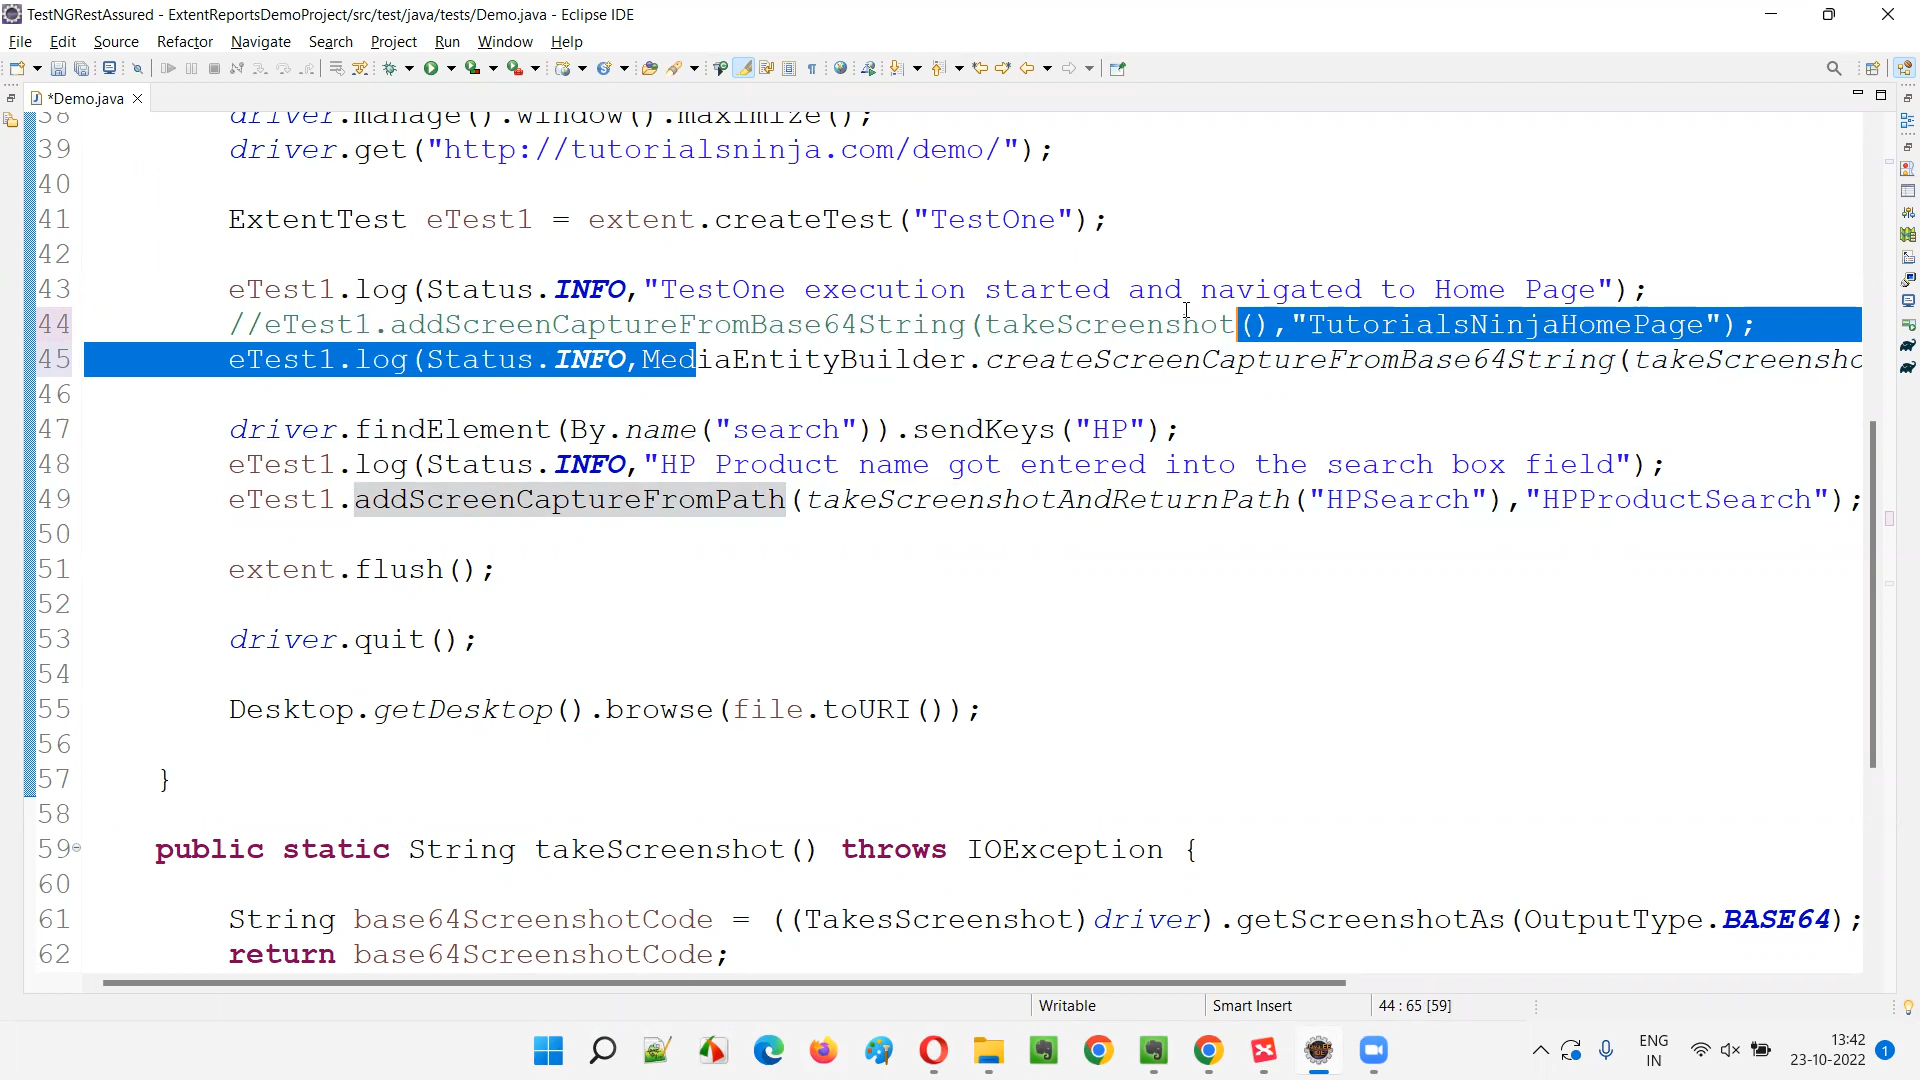 TestNGRestAssured - ExtentReportsDemoProject/src/test/java/tests/Demo.java - Eclipse IDE
File Edit Source Refactor Navigate Search Project Run Window Help
*Demo.java
38 driver.manage().window().maximize();
39 driver.get("http://tutorialsninja.com/demo/");
40
41 ExtentTest eTest1 = extent.createTest("TestOne");
42
43 eTest1.log(Status.INFO,"TestOne execution started and navigated to Home Page");
44 //eTest1.addScreenCaptureFromBase64String(takeScreenshot(),"TutorialsNinjaHomePage");
45 eTest1.log(Status.INFO,MediaEntityBuilder.createScreenCaptureFromBase64String(takeScreensho
46
47 driver.findElement(By.name("search")).sendKeys("HP");
48 eTest1.log(Status.INFO,"HP Product name got entered into the search box field");
49 eTest1.addScreenCaptureFromPath(takeScreenshotAndReturnPath("HPSearch"),"HPProductSearch");
50
51 extent.flush();
52
53 driver.quit();
54
55 Desktop.getDesktop().browse(file.toURI());
56
57 }
58
59 public static String takeScreenshot() throws IOException {
60
61 String base64ScreenshotCode = ((TakesScreenshot)driver).getScreenshotAs(OutputType.BASE64);
62 return base64ScreenshotCode;
Writable Smart Insert 44 : 65 [59]
ENG 13:42
IN 23-10-2022 1